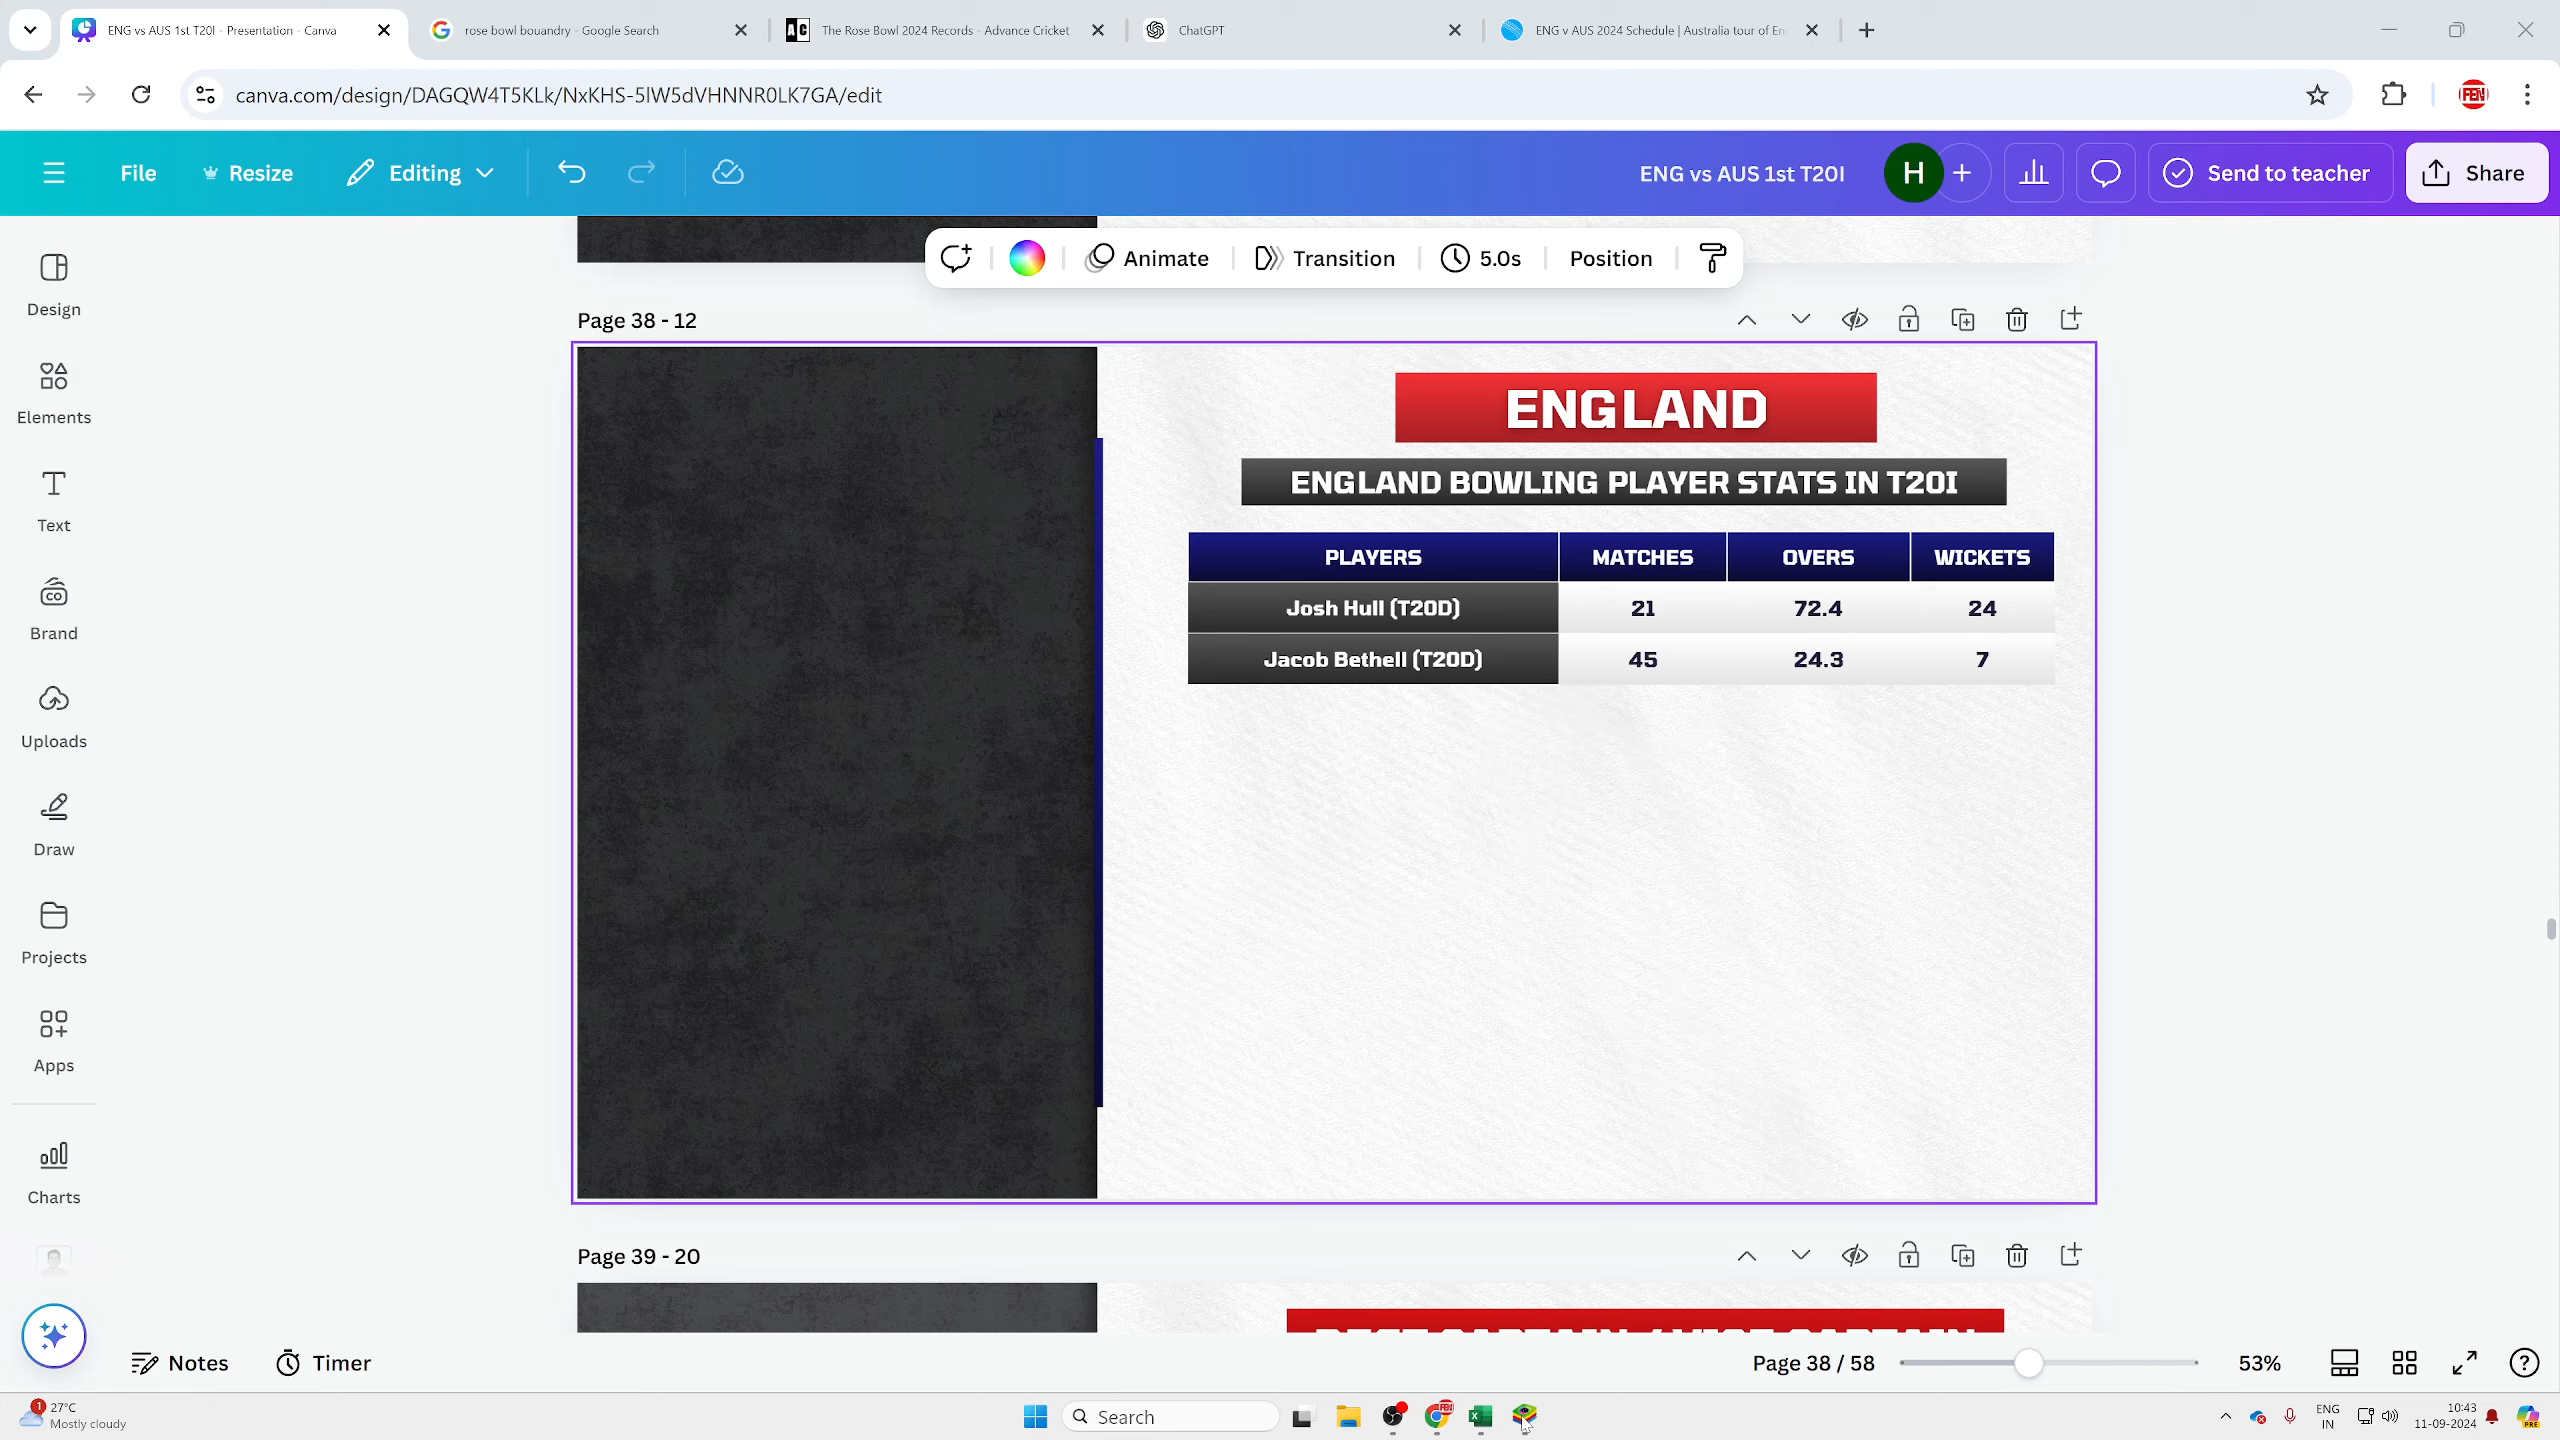 ENG vs AUS 1st T20I - Presentation - Canva
rose bowl bouandry - Google Search
AC
The Rose Bowl 2024 Records - Advance Cricket
ChatGPT
ENG v AUS 2024 Schedule | Australia tour of En
canva.com/design/DAGQW4T5KLk/NxKHS-5lW5dVHNNR0LK7GA/edit
FEN
File
Resize
Editing
ENG vs AUS 1st T20I
H
Send to teacher
Share
Animate
Transition
5.0s
Position
Design
Elements
Text
Brand
Uploads
Draw
Projects
Apps
Charts
Page 38 - 12
ENGLAND
ENGLAND BOWLING PLAYER STATS IN T20I
PLAYERS MATCHES OVERS WICKETS
Josh Hull (T20D) 21 72.4 24
Jacob Bethell (T20D) 45 24.3 7
Page 39 - 20
Notes
Timer
Page 38 / 58
53%
1
27°C
Mostly cloudy
Search
ENG
IN
10:43
11-09-2024